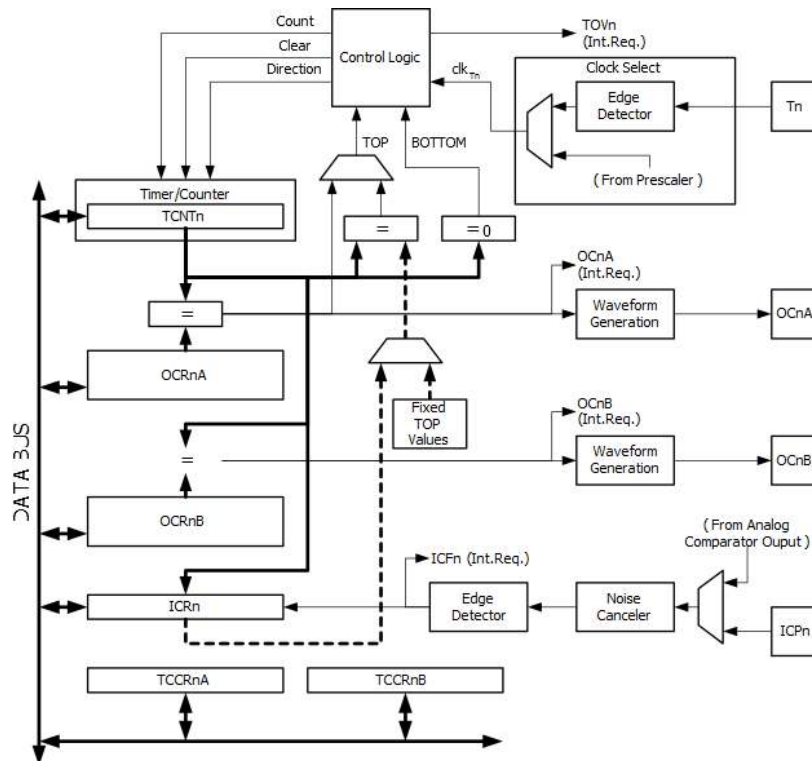 Count
Clear
Direction
Control Logic
TOVn
(Int.Req.)
clkTn
Clock Select
Edge
Detector
Tn
( From Prescaler )
TOP
BOTTOM
Timer/Counter
TCNTn
=
= 0
=
OCRnA
OCnA
(Int.Req.)
Waveform
Generation
OCnA
Fixed
TOP
Values
OCnB
(Int.Req.)
=
Waveform
Generation
OCnB
OCRnB
DATA BUS
( From Analog
Comparator Ouput )
ICFn (Int.Req.)
ICRn
Edge
Detector
Noise
Canceler
ICPn
TCCRnA
TCCRnB